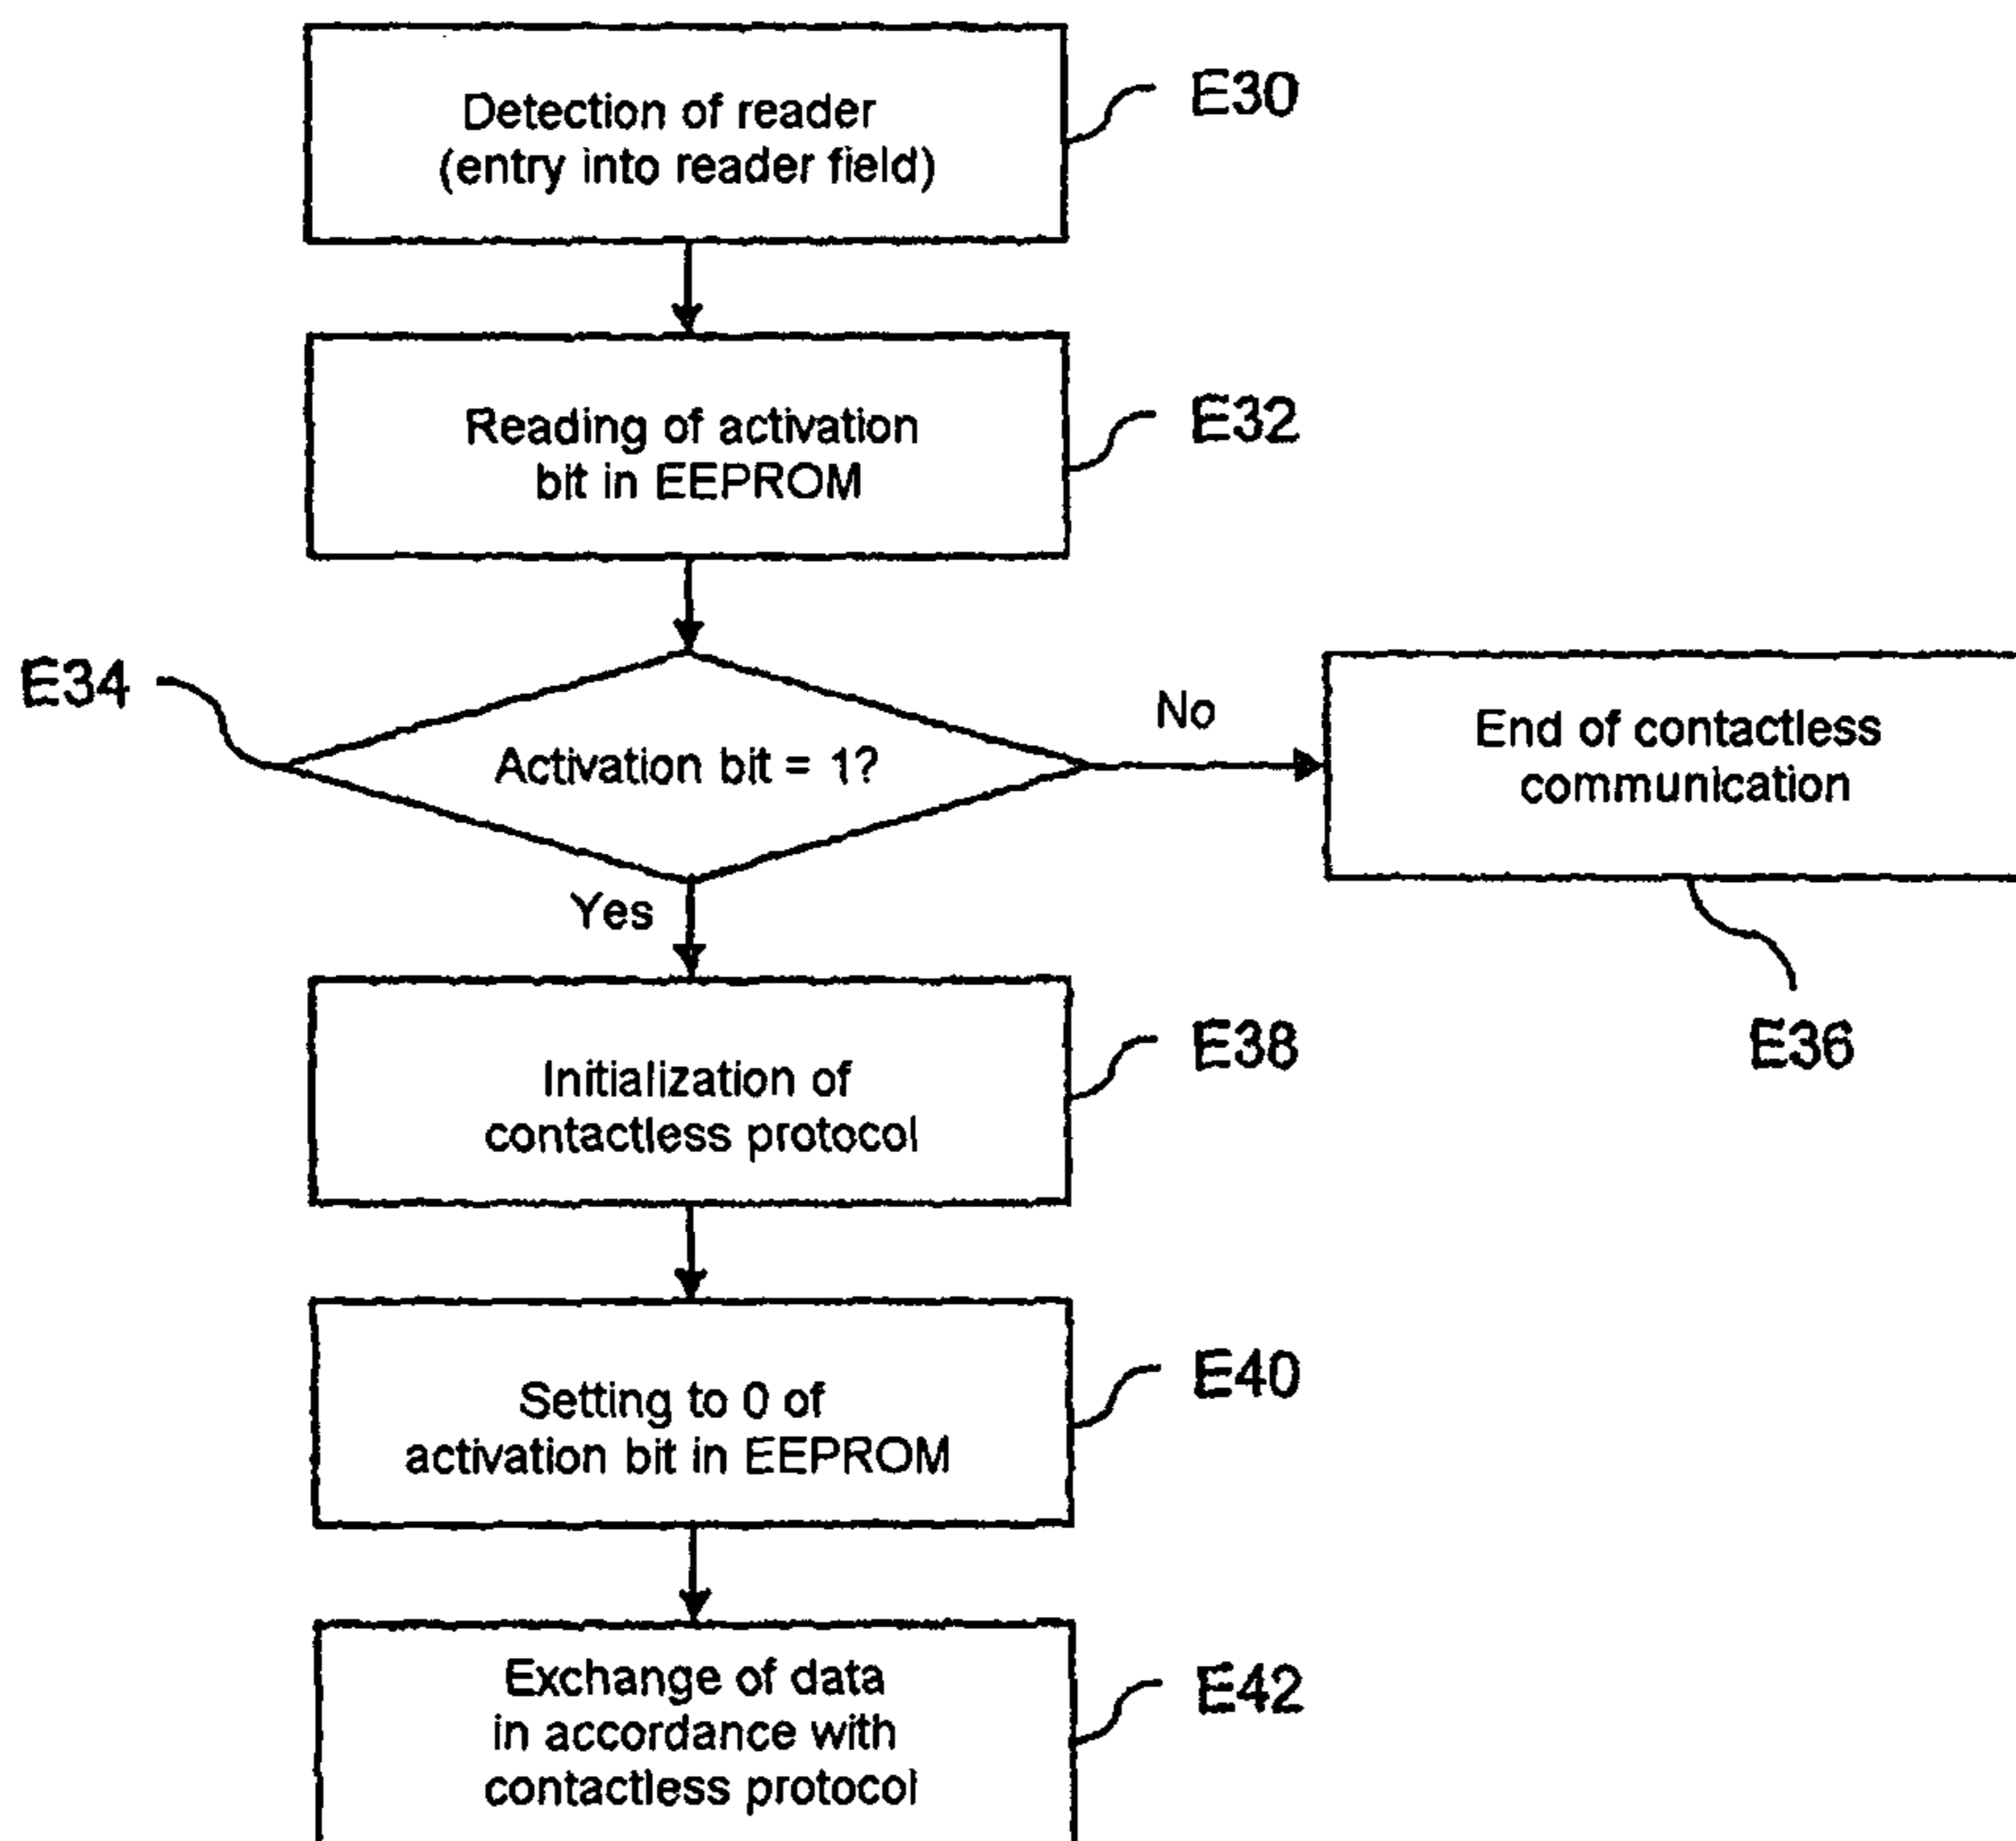 Detection of reader
(entry into reader field)
E30
Reading of activation
bit in EEPROM
E32
E34
Activation bit = 1?
No
End of contactless
communication
E36
Yes
Initialization of
contactless protocol
E38
Setting to 0 of
activation bit in EEPROM
E40
Exchange of data
in accordance with
contactless protocol
E42